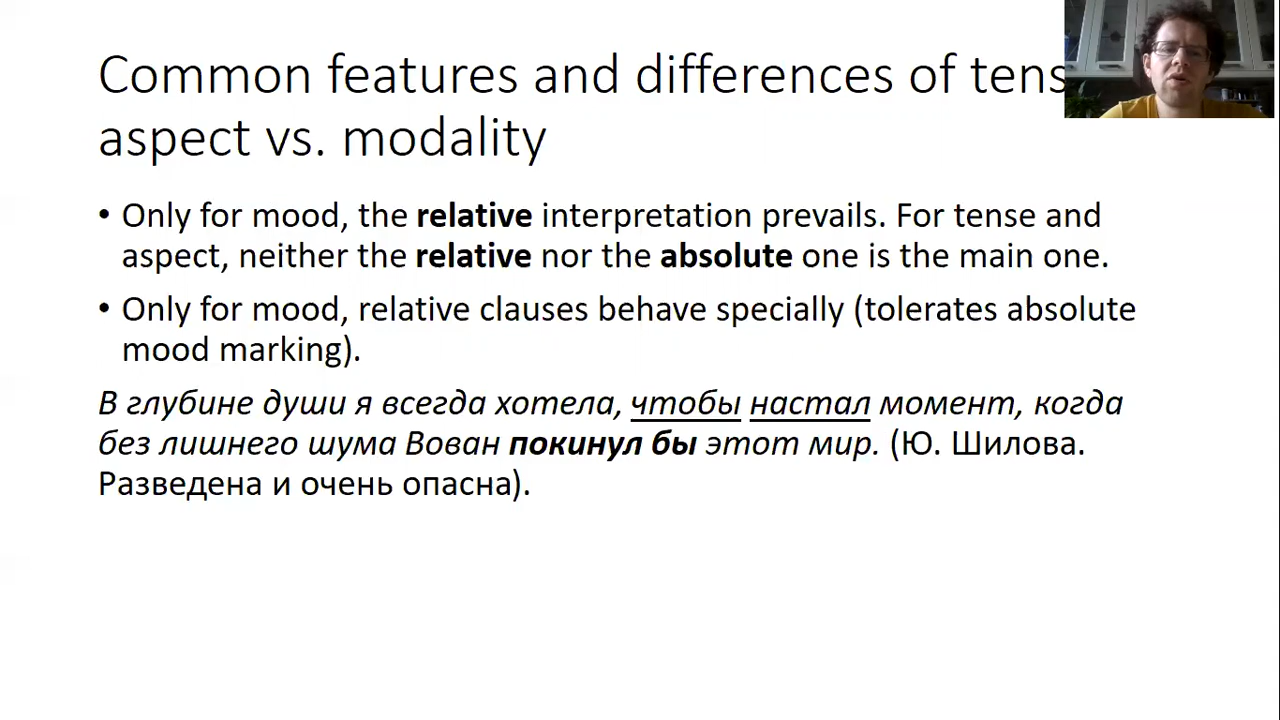 Common features and differences of tens
aspect vs. modality
• Only for mood, the relative interpretation prevails. For tense and
aspect, neither the relative nor the absolute one is the main one.
• Only for mood, relative clauses behave specially (tolerates absolute
mood marking).
В глубине души я всегда хотела, чтобы настал момент, когда
без лишнего шума Вован покинул бы этот мир. (Ю. Шилова.
Разведена и очень опасна).